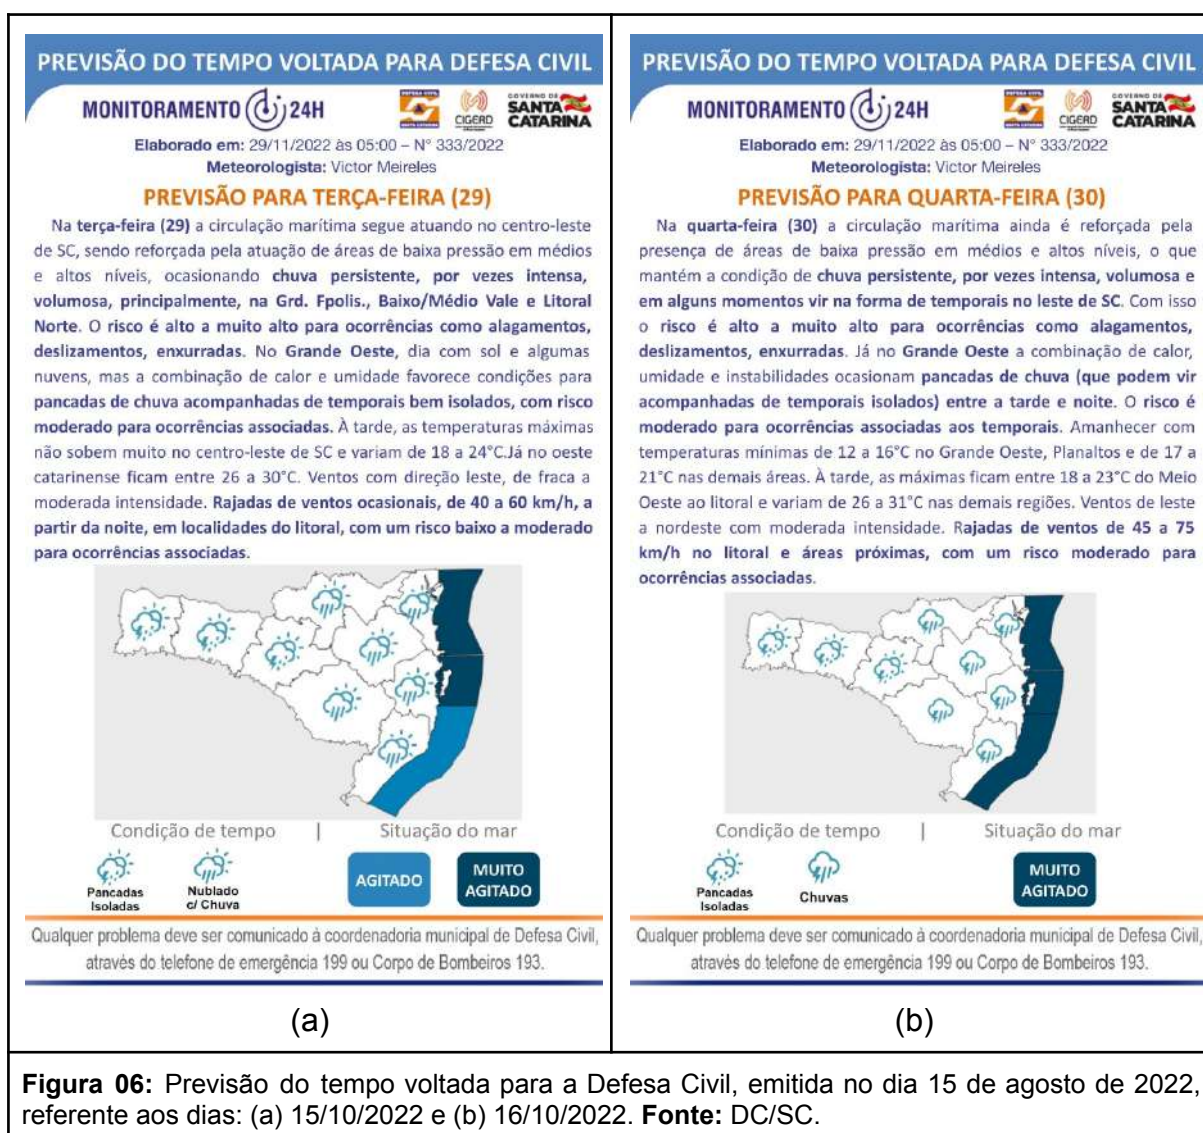 PREVISÃO DO TEMPO VOLTADA PARA DEFESA CIVIL
MONITORAMENTO 24H
DEFESA CIVIL
SANTA CATARINA
CIGERD
GOVERNO DE
SANTA
CATARINA
Elaborado em: 29/11/2022 às 05:00 – N° 333/2022
Meteorologista: Victor Meireles
PREVISÃO PARA TERÇA-FEIRA (29)
Na terça-feira (29) a circulação marítima segue atuando no centro-leste
de SC, sendo reforçada pela atuação de áreas de baixa pressão em médios
e altos níveis, ocasionando chuva persistente, por vezes intensa,
volumosa, principalmente, na Grd. Fpolis., Baixo/Médio Vale e Litoral
Norte. O risco é alto a muito alto para ocorrências como alagamentos,
deslizamentos, enxurradas. No Grande Oeste, dia com sol e algumas
nuvens, mas a combinação de calor e umidade favorece condições para
pancadas de chuva acompanhadas de temporais bem isolados, com risco
moderado para ocorrências associadas. À tarde, as temperaturas máximas
não sobem muito no centro-leste de SC e variam de 18 a 24°C.Já no oeste
catarinense ficam entre 26 a 30°C. Ventos com direção leste, de fraca a
moderada intensidade. Rajadas de ventos ocasionais, de 40 a 60 km/h, a
partir da noite, em localidades do litoral, com um risco baixo a moderado
para ocorrências associadas.
Condição de tempo | Situação do mar
Pancadas
Isoladas
Nublado
c/ Chuva
AGITADO
MUITO
AGITADO
Qualquer problema deve ser comunicado à coordenadoria municipal de Defesa Civil,
através do telefone de emergência 199 ou Corpo de Bombeiros 193.
(a)
PREVISÃO DO TEMPO VOLTADA PARA DEFESA CIVIL
MONITORAMENTO 24H
DEFESA CIVIL
SANTA CATARINA
CIGERD
GOVERNO DE
SANTA
CATARINA
Elaborado em: 29/11/2022 às 05:00 – N° 333/2022
Meteorologista: Victor Meireles
PREVISÃO PARA QUARTA-FEIRA (30)
Na quarta-feira (30) a circulação marítima ainda é reforçada pela
presença de áreas de baixa pressão em médios e altos níveis, o que
mantém a condição de chuva persistente, por vezes intensa, volumosa e
em alguns momentos vir na forma de temporais no leste de SC. Com isso
o risco é alto a muito alto para ocorrências como alagamentos,
deslizamentos, enxurradas. Já no Grande Oeste a combinação de calor,
umidade e instabilidades ocasionam pancadas de chuva (que podem vir
acompanhadas de temporais isolados) entre a tarde e noite. O risco é
moderado para ocorrências associadas aos temporais. Amanhecer com
temperaturas mínimas de 12 a 16°C no Grande Oeste, Planaltos e de 17 a
21°C nas demais áreas. À tarde, as máximas ficam entre 18 a 23°C do Meio
Oeste ao litoral e variam de 26 a 31°C nas demais regiões. Ventos de leste
a nordeste com moderada intensidade. Rajadas de ventos de 45 a 75
km/h no litoral e áreas próximas, com um risco moderado para
ocorrências associadas.
Condição de tempo | Situação do mar
Pancadas
Isoladas
Chuvas
MUITO
AGITADO
Qualquer problema deve ser comunicado à coordenadoria municipal de Defesa Civil,
através do telefone de emergência 199 ou Corpo de Bombeiros 193.
(b)
Figura 06: Previsão do tempo voltada para a Defesa Civil, emitida no dia 15 de agosto de 2022,
referente aos dias: (a) 15/10/2022 e (b) 16/10/2022. Fonte: DC/SC.